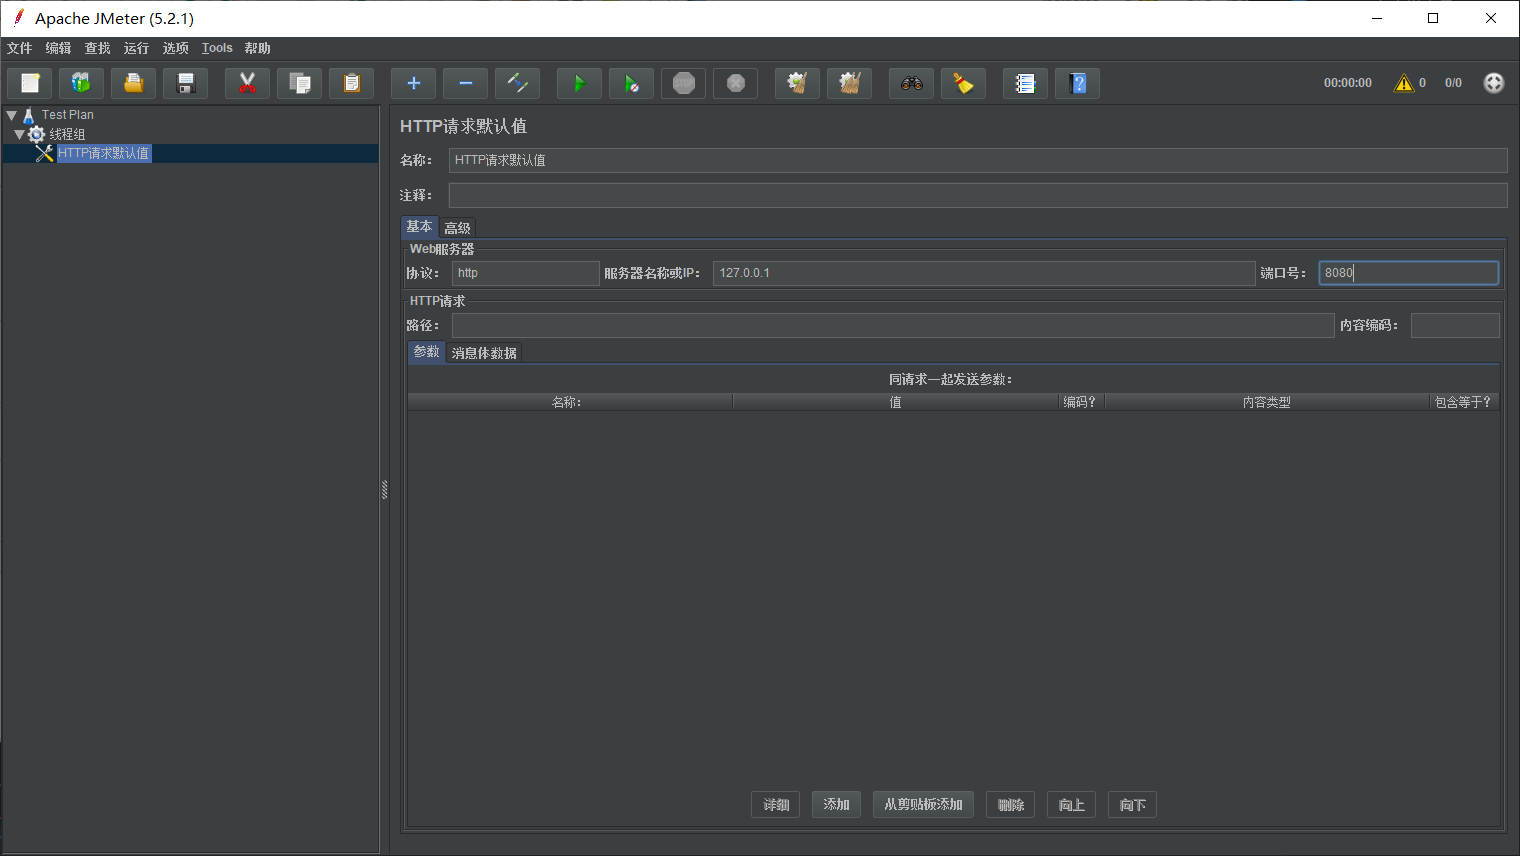 Apache JMeter (5.2.1)
文件 编辑 查找 运行 选项 Tools 帮助
00:00:00 0 0/0
Test Plan
线程组
HTTP请求默认值
HTTP请求默认值
名称： HTTP请求默认值
注释：
基本 高级
Web服务器
协议： http 服务器名称或IP： 127.0.0.1 端口号： 8080
HTTP请求
路径： 内容编码：
参数 消息体数据
同请求一起发送参数：
名称： 值 编码？ 内容类型 包含等于？
详细 添加 从剪贴板添加 删除 向上 向下